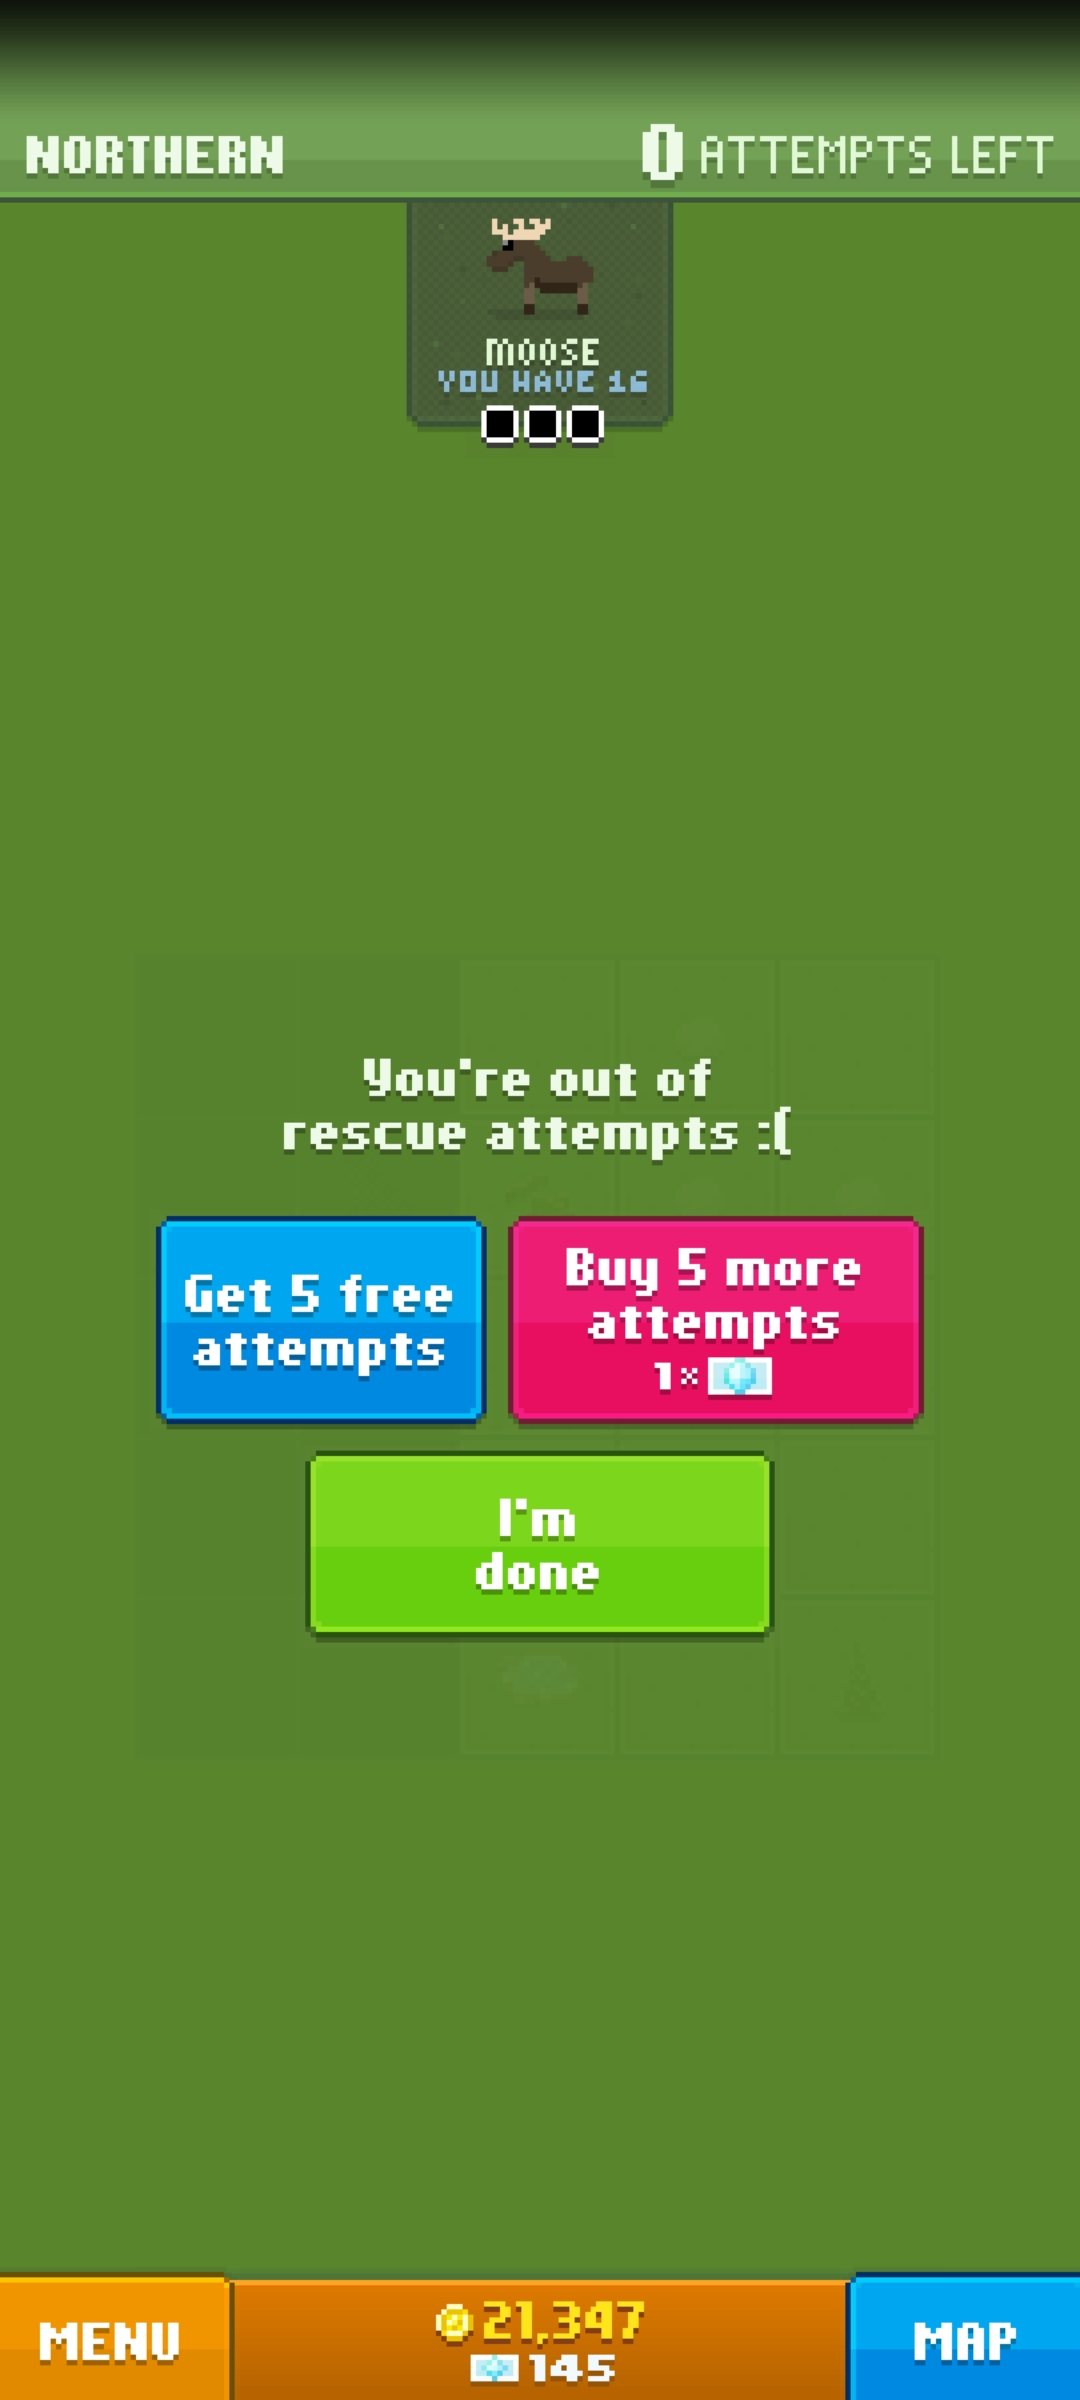 NORTHERN
0 ATTEMPTS LEFT
MOOSE
YOU HAVE 16
You're out of
rescue attempts :(
Get 5 free
attempts
Buy 5 more
attempts
1×
I'm
done
MENU
21,347
145
MAP